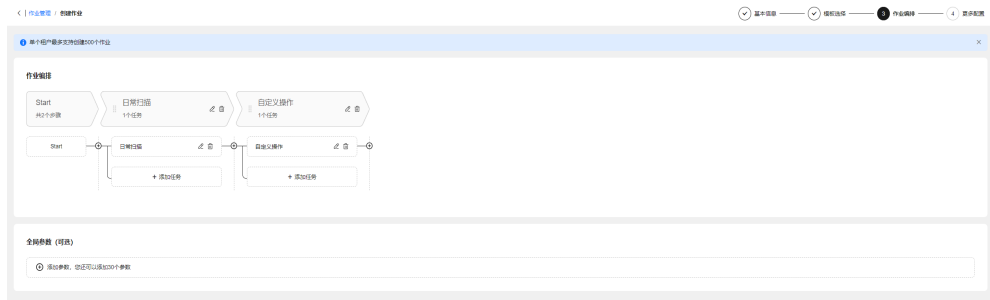 作业管理 / 创建作业
基本信息 模板选择 3 作业编排 4 更多配置
单个租户最多支持创建500个作业
作业编排
Start 日常扫描 自定义操作
共2个步骤 1个任务 1个任务
Start 日常扫描 自定义操作
+ 添加任务 + 添加任务
全局参数 (可选)
添加参数，您还可以添加30个参数